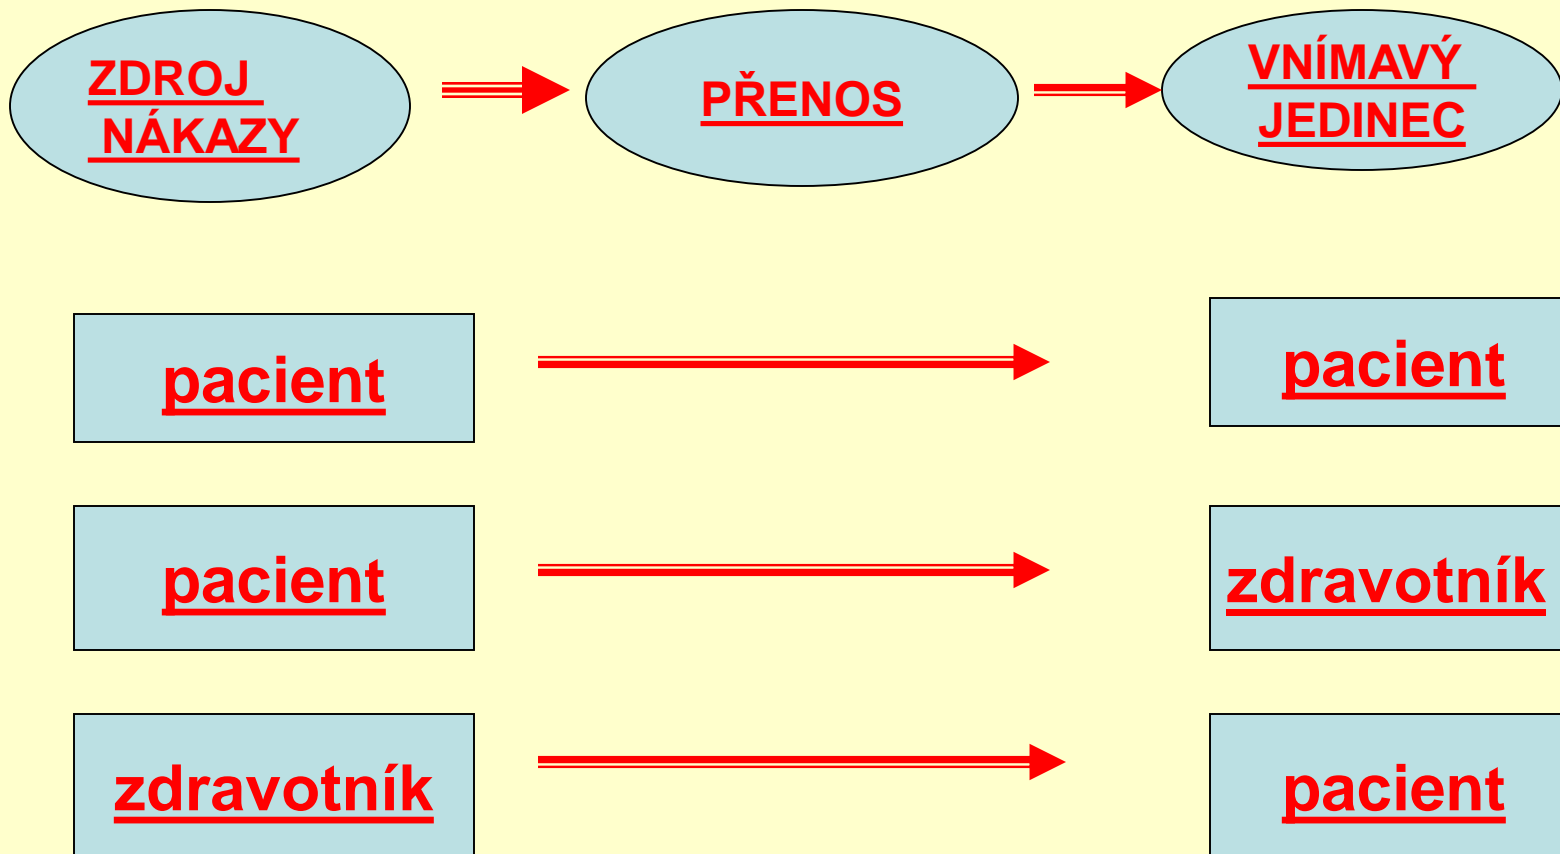 ZDROJ
NÁKAZY
PŘENOS
VNÍMAVÝ
JEDINEC
pacient
pacient
pacient
zdravotník
zdravotník
pacient